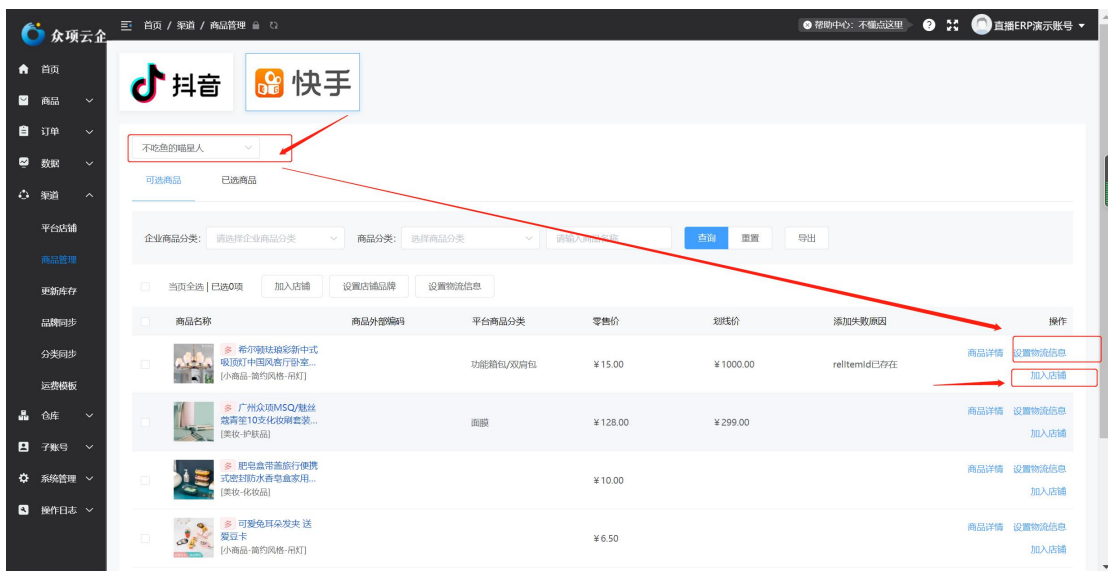 众项云企
首页 / 渠道 / 商品管理
帮助中心：不懂点这里
直播ERP演示账号
首页
商品
订单
数据
渠道
平台店铺
商品管理
更新库存
品牌同步
分类同步
运费模板
仓库
子账号
系统管理
操作日志
抖音
快手
不吃鱼的喵星人
可选商品 已选商品
企业商品分类： 请选择企业商品分类 商品分类： 选择商品分类 请输入商品名称 查询 重置 导出
当页全选 | 已选0项 加入店铺 设置店铺品牌 设置物流信息
商品名称 商品外部编码 平台商品分类 零售价 划线价 添加失败原因 操作
多 希尔顿珐琅彩新中式
吸顶灯中国风客厅卧室...
[小商品-简约风格-吊灯]
功能箱包/双肩包 ¥15.00 ¥1000.00 relItemId已存在 商品详情 设置物流信息
加入店铺
多 广州众项MSQ/魅丝
蔻青笙10支化妆刷套装...
[美妆-护肤品]
面膜 ¥128.00 ¥299.00 商品详情 设置物流信息
加入店铺
多 肥皂盒带盖旅行便携
式密封防水香皂盒家用...
[美妆-化妆品]
¥10.00 商品详情 设置物流信息
加入店铺
多 可爱兔耳朵发夹 送
爱豆卡
[小商品-简约风格-吊灯]
¥6.50 商品详情 设置物流信息
加入店铺